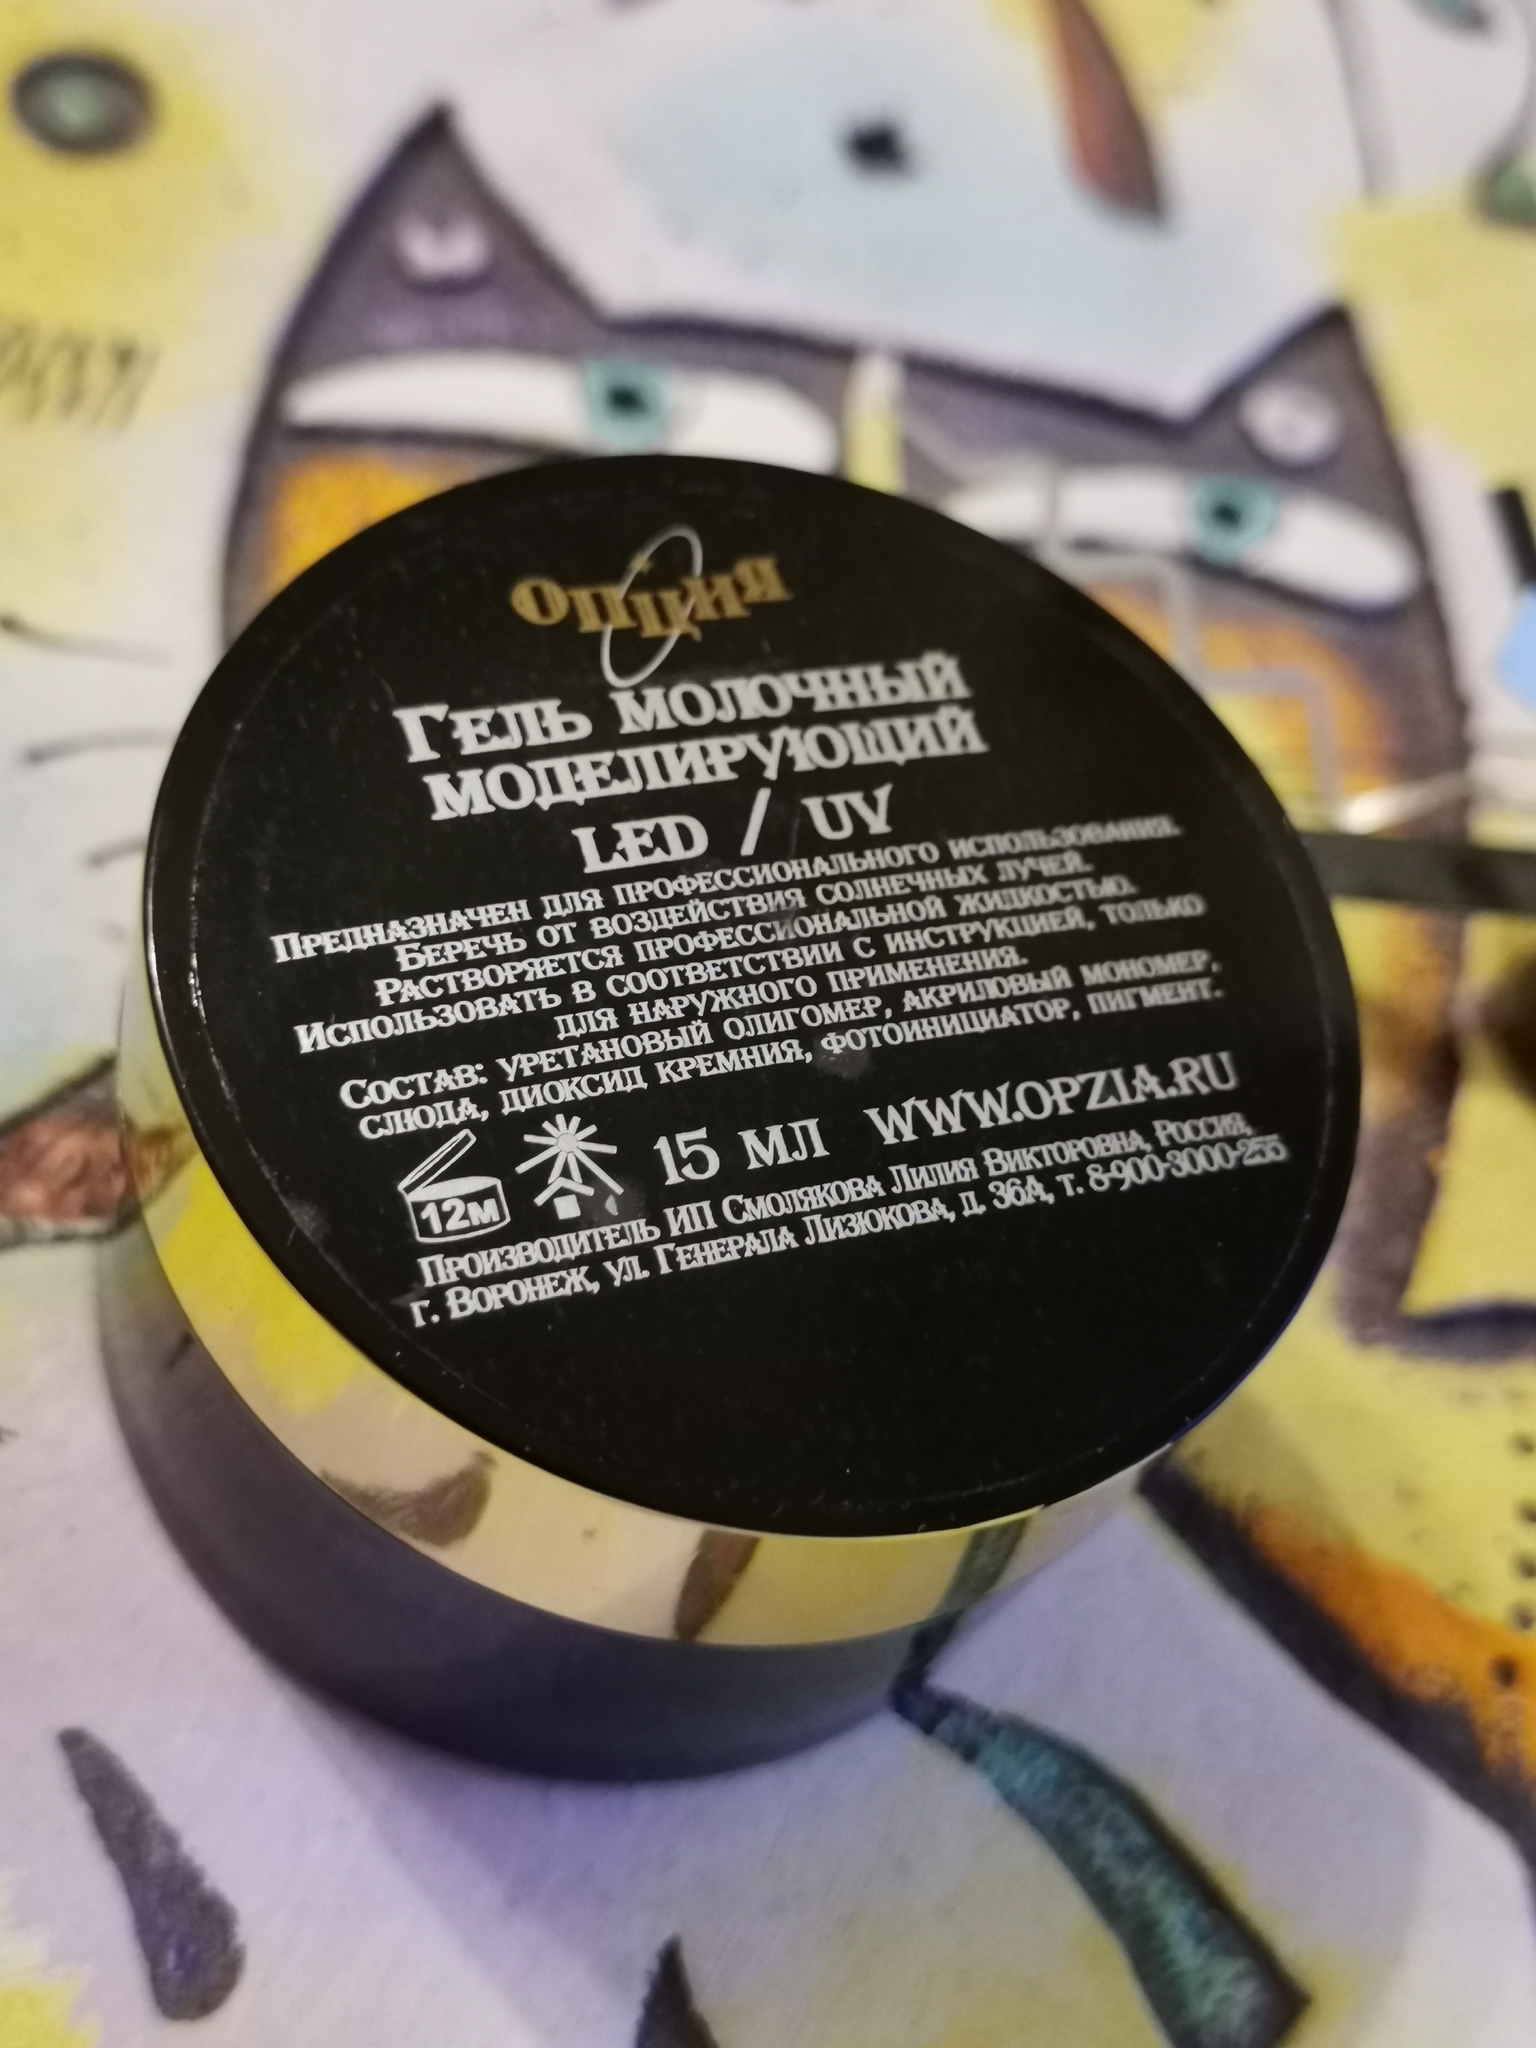 ОПЦИЯ
Гель молочный
моделирующий
LED / UV
Предназначен для профессионального использования.
Беречь от воздействия солнечных лучей.
Растворяется профессиональной жидкостью.
Использовать в соответствии с инструкцией, только
для наружного применения.
Состав: уретановый олигомер, акриловый мономер,
слюда, диоксид кремния, фотоинициатор, пигмент.
12М 15 мл WWW.OPZIA.RU
Производитель ИП Смолякова Лилия Викторовна, Россия,
г. Воронеж, ул. Генерала Лизюкова, д. 36А, т. 8-900-3000-255